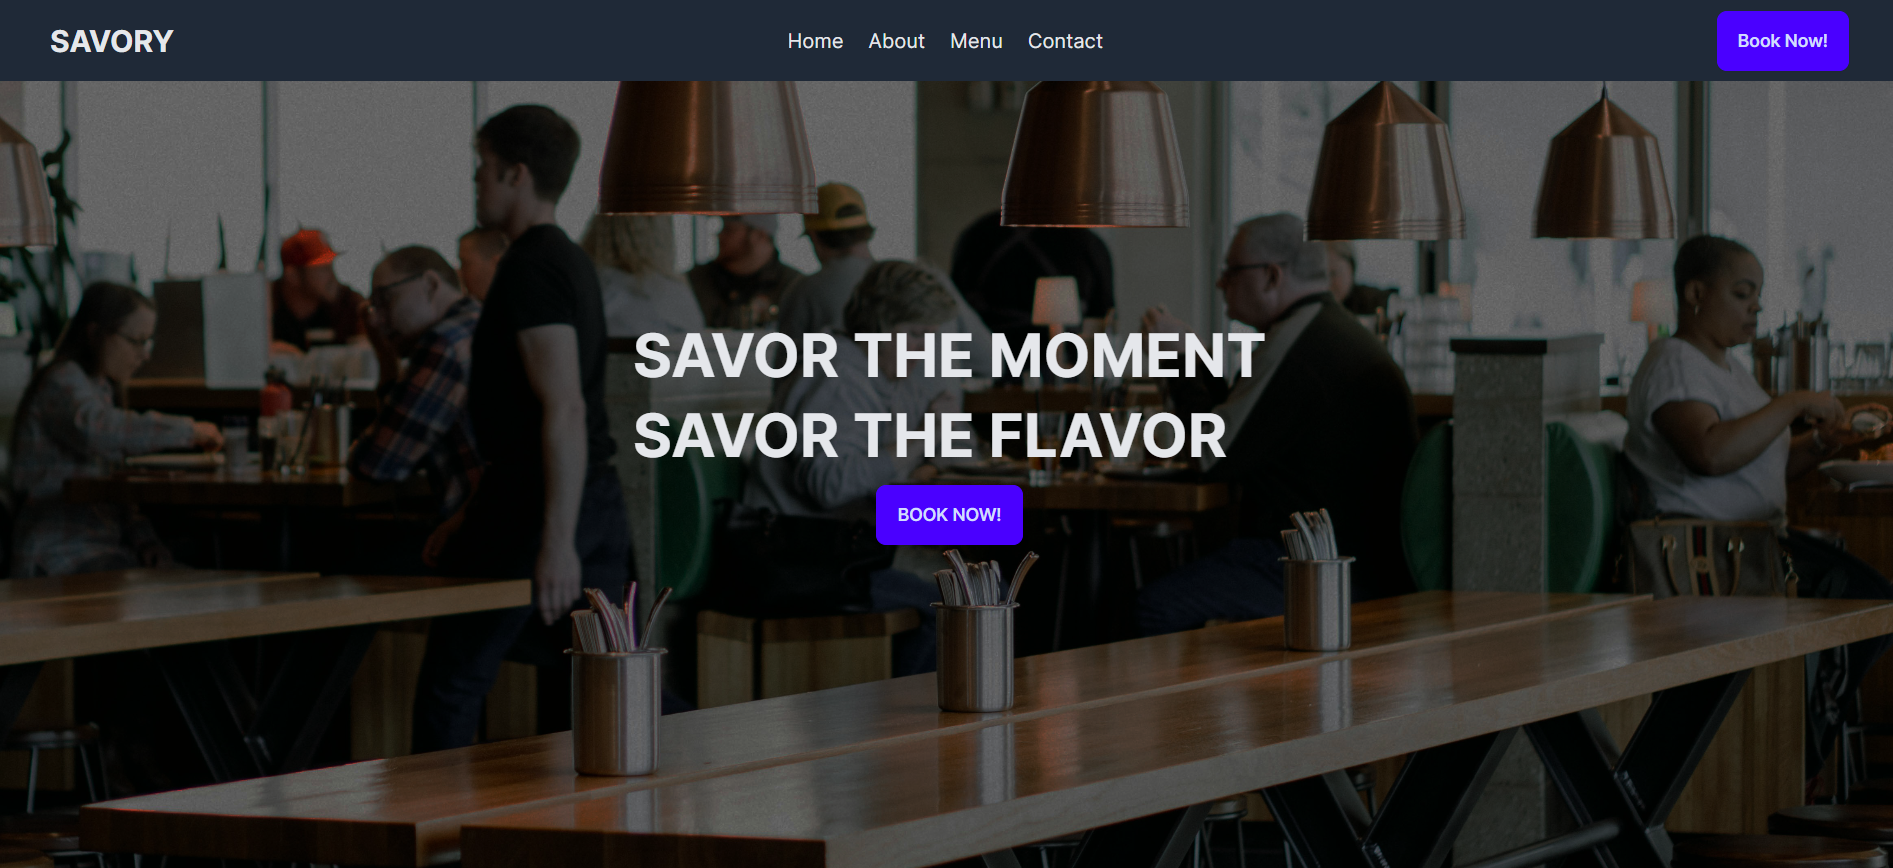 SAVORY
Home About Menu Contact
Book Now!
SAVOR THE MOMENT
SAVOR THE FLAVOR
BOOK NOW!